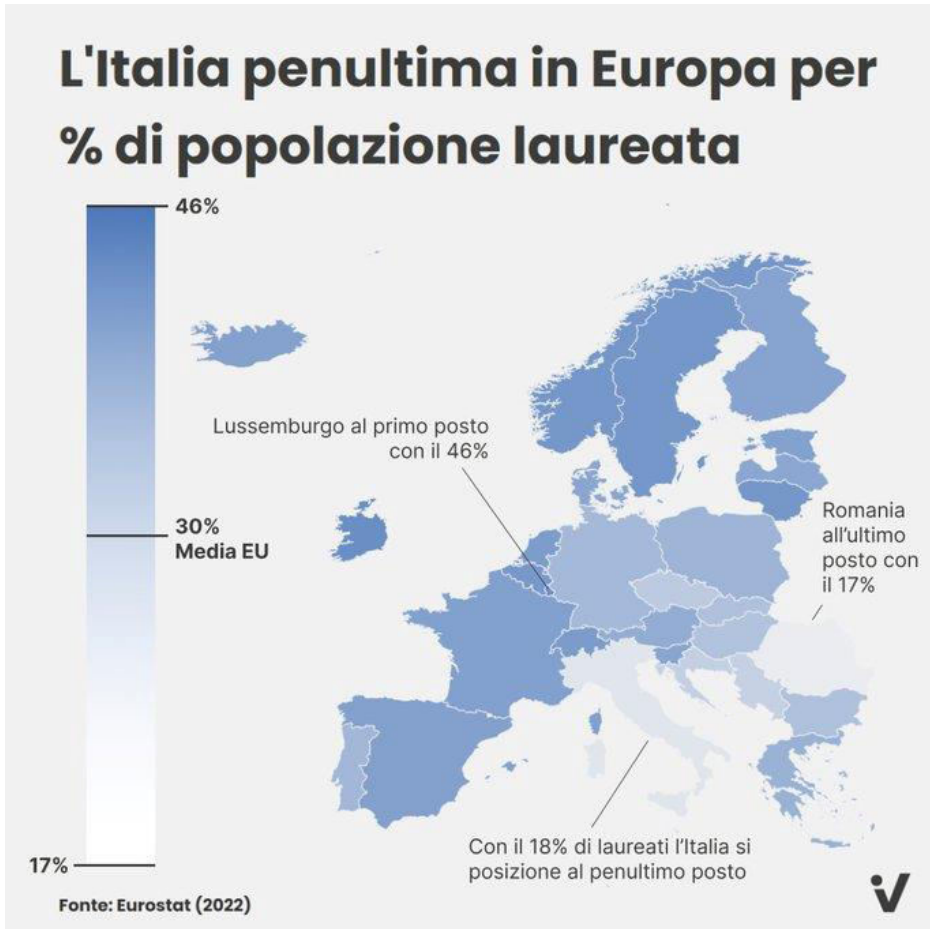 L'Italia penultima in Europa per
% di popolazione laureata
46%
Lussemburgo al primo posto
con il 46%
30%
Media EU
Romania
all'ultimo
posto con
il 17%
Con il 18% di laureati l'Italia si
posizione al penultimo posto
17%
Fonte: Eurostat (2022)